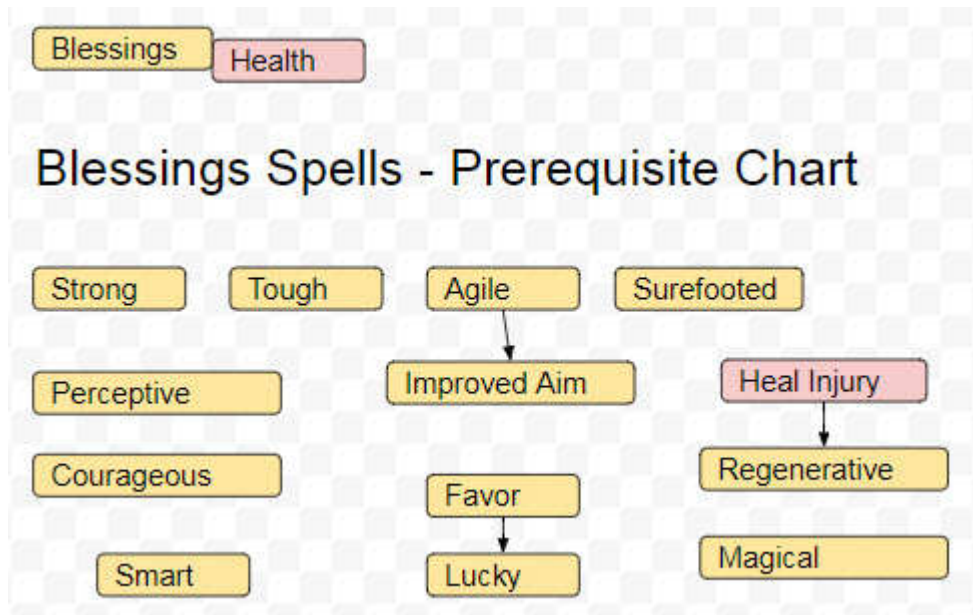 Blessings
Health
Blessings Spells - Prerequisite Chart
Strong
Tough
Agile
Surefooted
Perceptive
Improved Aim
Heal Injury
Courageous
Favor
Regenerative
Smart
Lucky
Magical